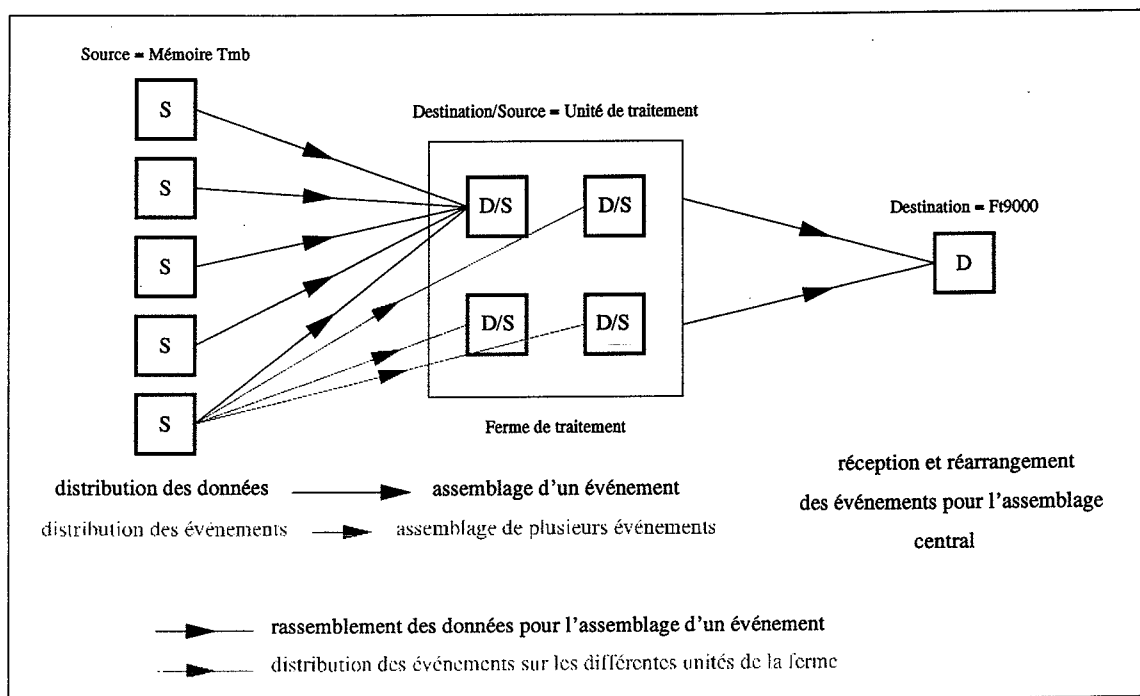 Source = Mémoire Tmb
S
Destination/Source = Unité de traitement
S
D/S
D/S
Destination = Ft9000
S
D
S
D/S
D/S
S
Ferme de traitement
réception et réarrangement
distribution des données
assemblage d'un événement
des événements pour l'assemblage
distribution des événements
assemblage de plusieurs événements
central
rassemblement des données pour l'assemblage d'un événement
distribution des événements sur les différentes unités de la ferme